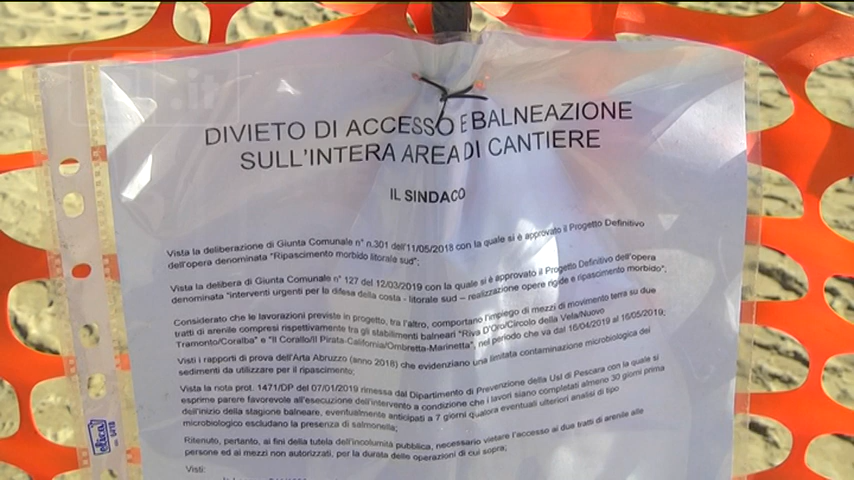 .it
DIVIETO DI ACCESSO E BALNEAZIONE
SULL'INTERA AREA DI CANTIERE
IL SINDACO
Vista la deliberazione di Giunta Comunale n° n.301 dell'11/05/2018 con la quale si è approvato il Progetto Definitivo
dell'opera denominata "Ripascimento morbido litorale sud";
Vista la delibera di Giunta Comunale n° 127 del 12/03/2019 con la quale si è approvato il Progetto Definitivo dell'opera
denominata "interventi urgenti per la difesa della costa - litorale sud – realizzazione opere rigide e ripascimento morbido";
Considerato che le lavorazioni previste in progetto, tra l'altro, comportano l'impiego di mezzi di movimento terra su due
tratti di arenile compresi rispettivamente tra gli stabilimenti balneari "Riva D'Oro/Circolo della Vela/Nuovo
Tramonto/Coralba" e "Il Corallo/Il Pirata-California/Ombretta-Marinetta", nel periodo che va dal 16/04/2019 al 16/05/2019;
Visti i rapporti di prova dell'Arta Abruzzo (anno 2018) che evidenziano una limitata contaminazione microbiologica dei
sedimenti da utilizzare per il ripascimento;
Vista la nota prot. 1471/DP del 07/01/2019 rimessa dal Dipartimento di Prevenzione della Usl di Pescara con la quale si
esprime parere favorevole all'esecuzione dell'intervento a condizione che i lavori siano completati almeno 30 giorni prima
dell'inizio della stagione balneare, eventualmente anticipati a 7 giorni qualora eventuali ulteriori analisi di tipo
microbiologico escludano la presenza di salmonella;
Ritenuto, pertanto, ai fini della tutela dell'incolumità pubblica, necessario vietare l'accesso ai due tratti di arenile alle
persone ed ai mezzi non autorizzati, per la durata delle operazioni di cui sopra;
Visti: